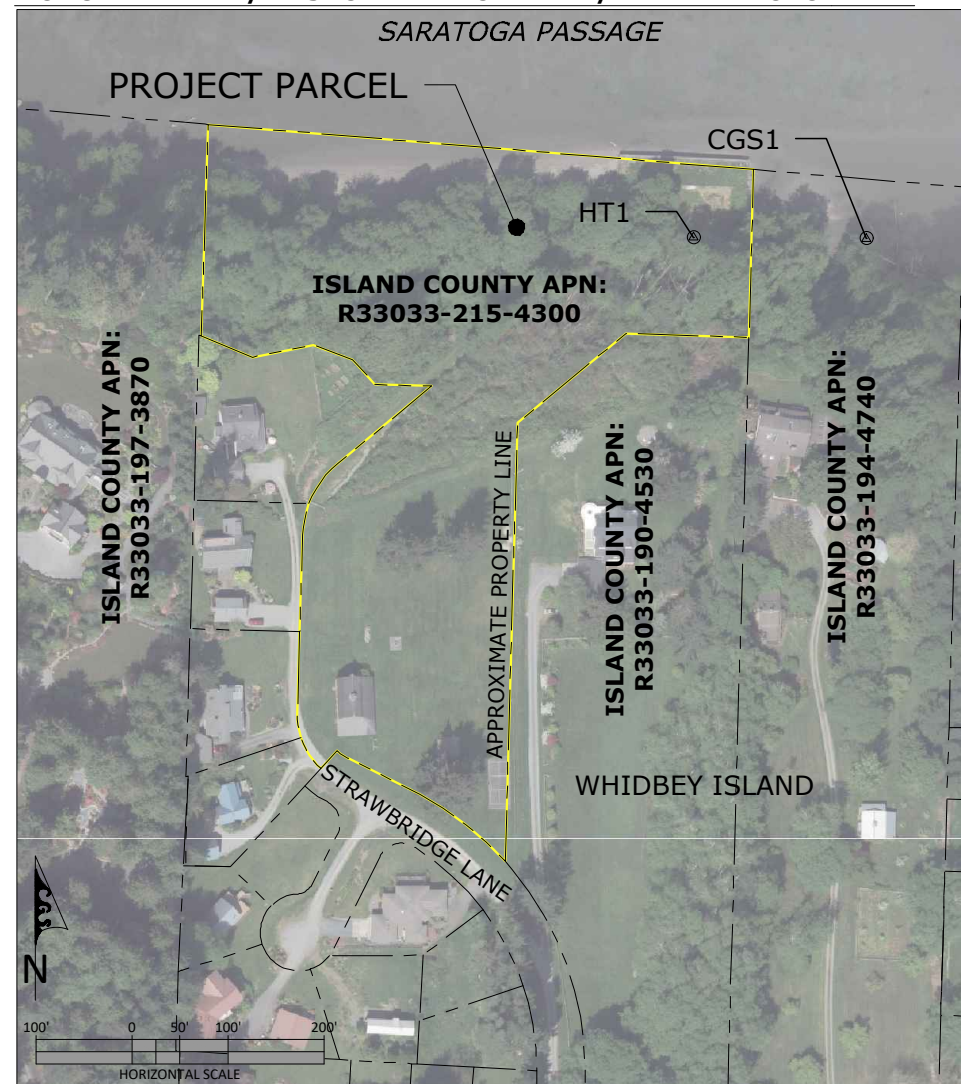 SARATOGA PASSAGE
PROJECT PARCEL
CGS1
HT1
ISLAND COUNTY APN:
R33033-215-4300
ISLAND COUNTY APN:
R33033-197-3870
APPROXIMATE PROPERTY LINE
ISLAND COUNTY APN:
R33033-190-4530
ISLAND COUNTY APN:
R33033-194-4740
WHIDBEY ISLAND
STRAWBRIDGE LANE
CGS
N
100' 0 50' 100' 200'
HORIZONTAL SCALE